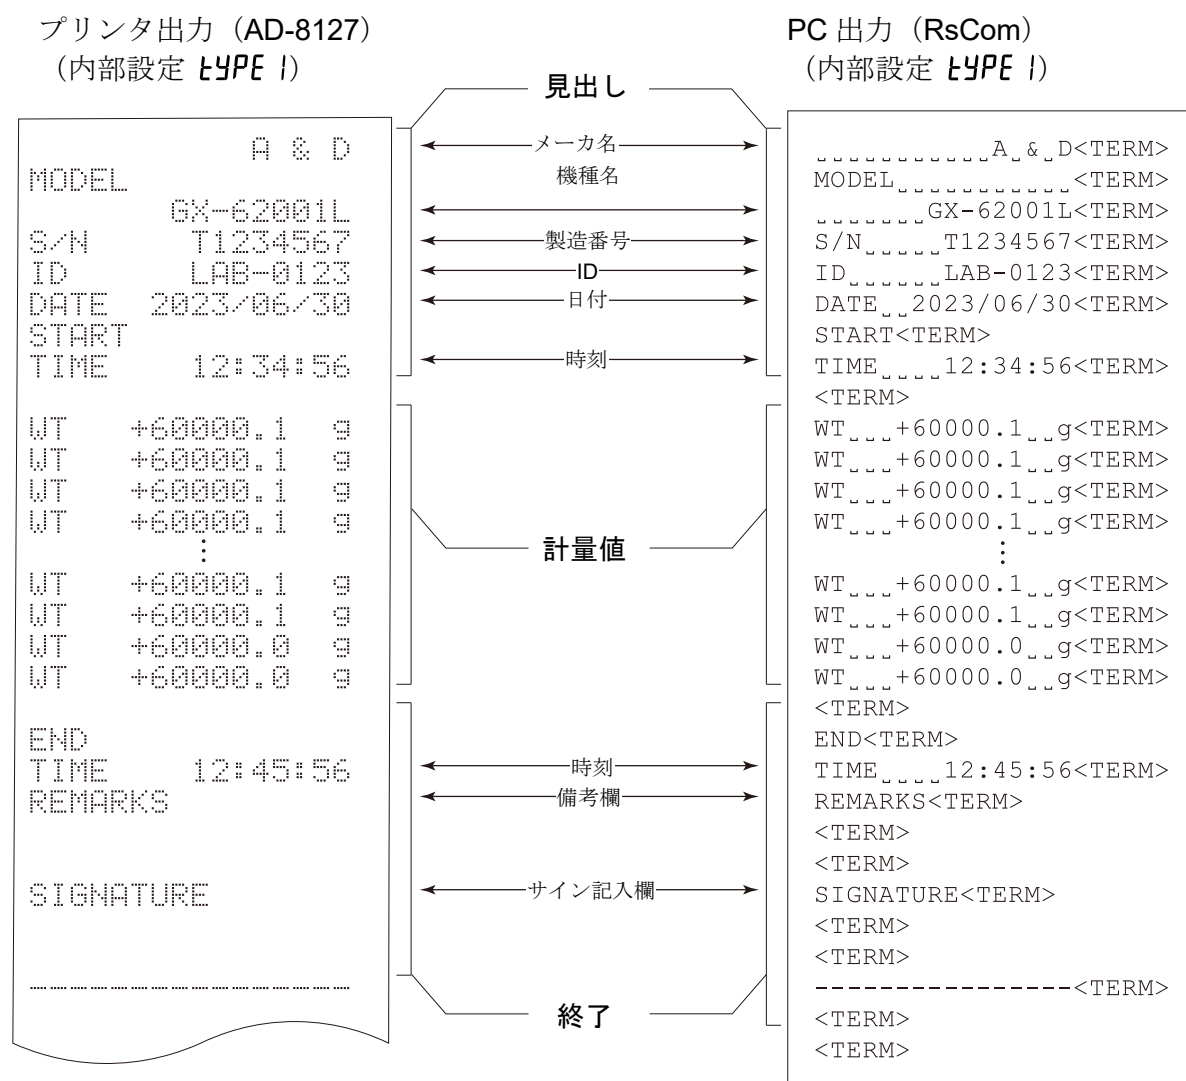 プリンタ出力（AD-8127）
（内部設定 tYPE 1）
見出し
メーカ名
機種名
製造番号
ID
日付
時刻
計量値
時刻
備考欄
サイン記入欄
終了
A & D
MODEL
GX-62001L
S/N T1234567
ID LAB-0123
DATE 2023/06/30
START
TIME 12:34:56
WT +60000.1 g
WT +60000.1 g
WT +60000.1 g
WT +60000.1 g
⋮
WT +60000.1 g
WT +60000.1 g
WT +60000.0 g
WT +60000.0 g
END
TIME 12:45:56
REMARKS
SIGNATURE
----------------
PC 出力（RsCom）
（内部設定 tYPE 1）
␣␣␣␣␣␣␣␣␣␣␣A␣&␣D<TERM>
MODEL␣␣␣␣␣␣␣␣␣␣␣<TERM>
␣␣␣␣␣␣␣GX-62001L<TERM>
S/N␣␣␣␣␣T1234567<TERM>
ID␣␣␣␣␣␣LAB-0123<TERM>
DATE␣␣2023/06/30<TERM>
START<TERM>
TIME␣␣␣␣12:34:56<TERM>
<TERM>
WT␣␣␣+60000.1␣␣g<TERM>
WT␣␣␣+60000.1␣␣g<TERM>
WT␣␣␣+60000.1␣␣g<TERM>
WT␣␣␣+60000.1␣␣g<TERM>
⋮
WT␣␣␣+60000.1␣␣g<TERM>
WT␣␣␣+60000.1␣␣g<TERM>
WT␣␣␣+60000.0␣␣g<TERM>
WT␣␣␣+60000.0␣␣g<TERM>
<TERM>
END<TERM>
TIME␣␣␣␣12:45:56<TERM>
REMARKS<TERM>
<TERM>
<TERM>
SIGNATURE<TERM>
<TERM>
<TERM>
----------------<TERM>
<TERM>
<TERM>